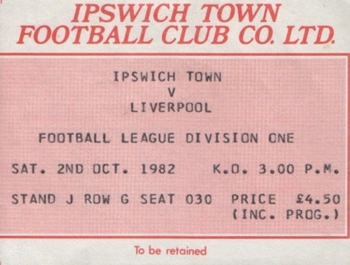 IPSWICH TOWN
FOOTBALL CLUB CO. LTD.
IPSWICH TOWN
V
LIVERPOOL
FOOTBALL LEAGUE DIVISION ONE
SAT. 2ND OCT. 1982 K.O. 3.00 P.M.
STAND J ROW G SEAT 030 PRICE £4.50
(INC. PROG.)
To be retained